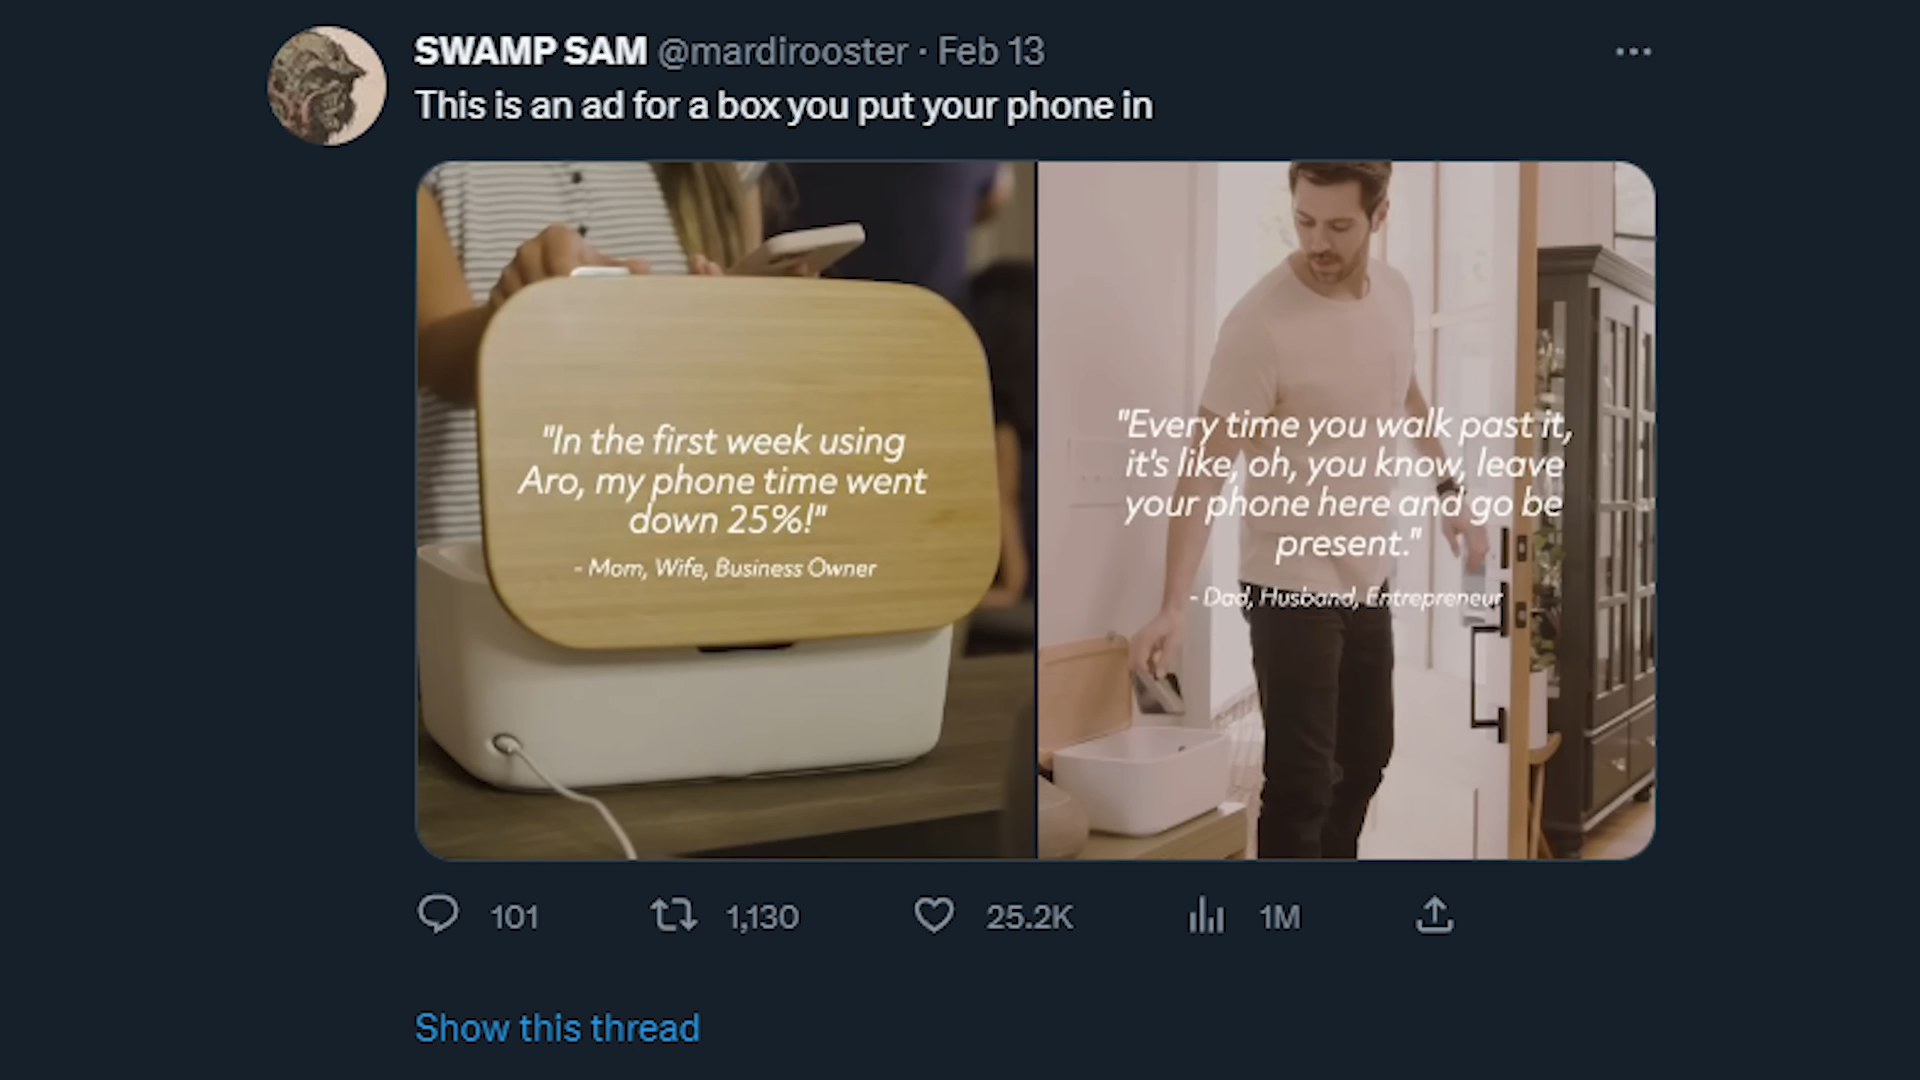 SWAMP SAM @mardirooster · Feb 13
This is an ad for a box you put your phone in
"In the first week using
Aro, my phone time went
down 25%!"
- Mom, Wife, Business Owner
"Every time you walk past it,
it's like, oh, you know, leave
your phone here and go be
present."
- Dad, Husband, Entrepreneur
101 1,130 25.2K 1M
Show this thread